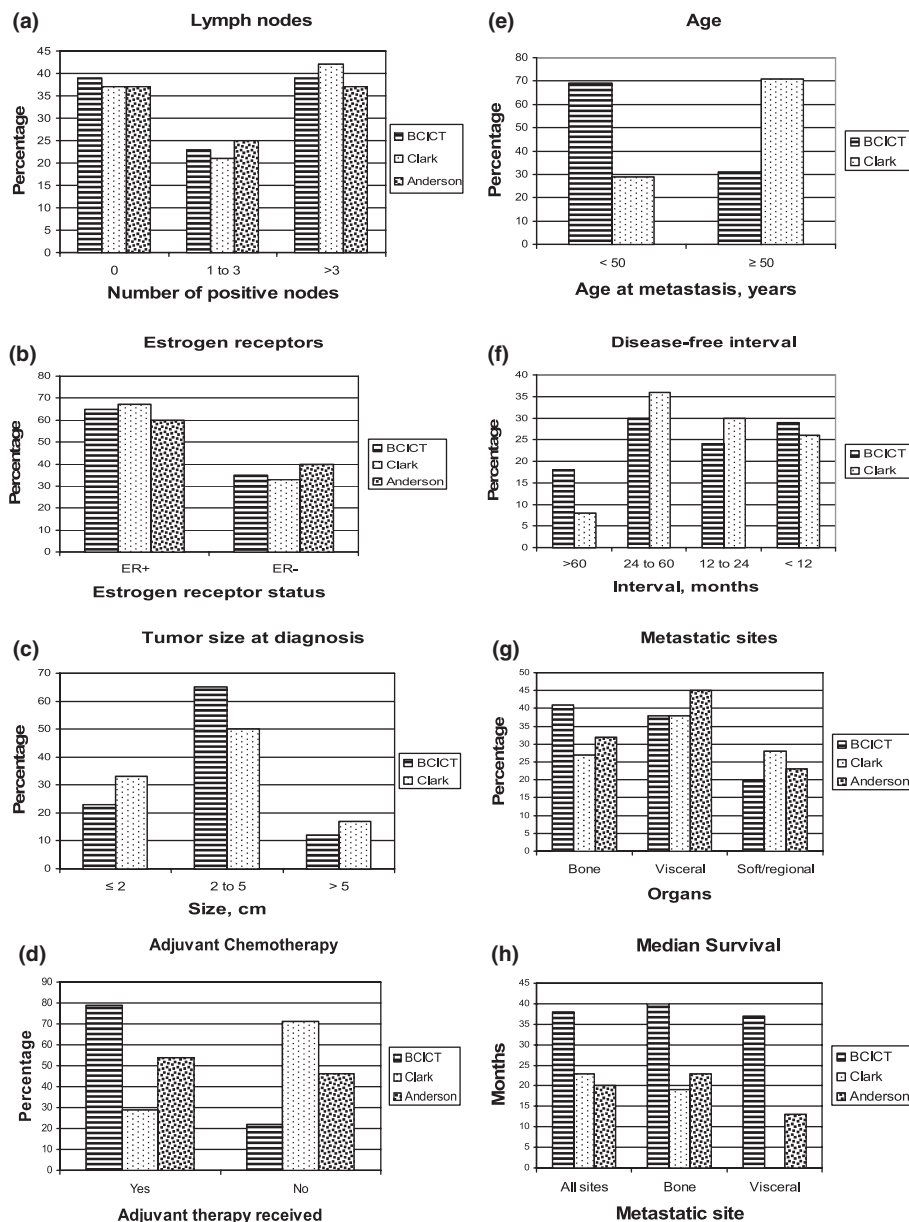 (a)
Lymph nodes
Percentage
45
40
35
30
25
20
15
10
5
0
0 1 to 3 >3
Number of positive nodes
BCICT
Clark
Anderson
(b)
Estrogen receptors
Percentage
80
70
60
50
40
30
20
10
0
ER+ ER-
Estrogen receptor status
BCICT
Clark
Anderson
(c)
Tumor size at diagnosis
Percentage
70
60
50
40
30
20
10
0
≤ 2 2 to 5 > 5
Size, cm
BCICT
Clark
(d)
Adjuvant Chemotherapy
Percentage
90
80
70
60
50
40
30
20
10
0
Yes No
Adjuvant therapy received
BCICT
Clark
Anderson
(e)
Age
Percentage
80
70
60
50
40
30
20
10
0
< 50 ≥ 50
Age at metastasis, years
BCICT
Clark
(f)
Disease-free interval
Percentage
40
35
30
25
20
15
10
5
0
>60 24 to 60 12 to 24 < 12
Interval, months
BCICT
Clark
(g)
Metastatic sites
Percentage
50
45
40
35
30
25
20
15
10
5
0
Bone Visceral Soft/regional
Organs
BCICT
Clark
Anderson
(h)
Median Survival
Months
45
40
35
30
25
20
15
10
5
0
All sites Bone Visceral
Metastatic site
BCICT
Clark
Anderson